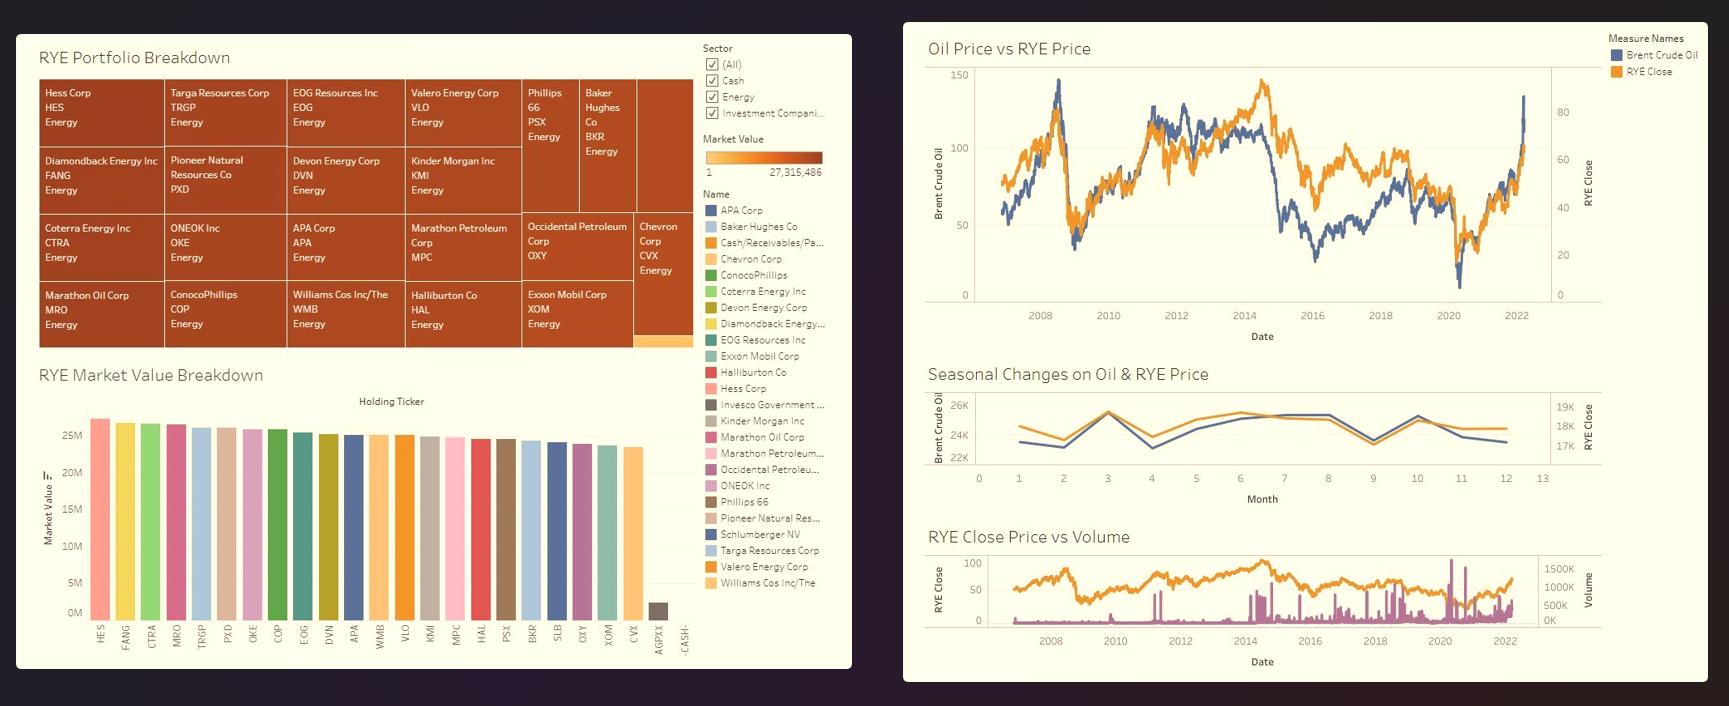 RYE Portfolio Breakdown
Hess Corp
HES
Energy
Targa Resources Corp
TRGP
Energy
EOG Resources Inc
EOG
Energy
Valero Energy Corp
VLO
Energy
Phillips
66
PSX
Energy
Baker
Hughes
Co
BKR
Energy
Diamondback Energy Inc
FANG
Energy
Pioneer Natural
Resources Co
PXD
Devon Energy Corp
DVN
Energy
Kinder Morgan Inc
KMI
Energy
Coterra Energy Inc
CTRA
Energy
ONEOK Inc
OKE
Energy
APA Corp
APA
Energy
Marathon Petroleum
Corp
MPC
Occidental Petroleum
Corp
OXY
Chevron
Corp
CVX
Energy
Marathon Oil Corp
MRO
Energy
ConocoPhillips
COP
Energy
Williams Cos Inc/The
WMB
Energy
Halliburton Co
HAL
Energy
Exxon Mobil Corp
XOM
Energy
Sector
(All)
Cash
Energy
Investment Compani...
Market Value
1 27,315,486
Name
APA Corp
Baker Hughes Co
Cash/Receivables/Pa...
Chevron Corp
ConocoPhillips
Coterra Energy Inc
Devon Energy Corp
Diamondback Energy...
EOG Resources Inc
Exxon Mobil Corp
Halliburton Co
Hess Corp
Invesco Government ...
Kinder Morgan Inc
Marathon Oil Corp
Marathon Petroleum...
Occidental Petroleu...
ONEOK Inc
Phillips 66
Pioneer Natural Res...
Schlumberger NV
Targa Resources Corp
Valero Energy Corp
Williams Cos Inc/The
RYE Market Value Breakdown
Holding Ticker
Market Value
25M
20M
15M
10M
5M
0M
HES FANG CTRA MRO TRGP PXD OKE COP EOG DVN APA WMB VLO KMI MPC HAL PSX BKR SLB OXY XOM CVX AGPXX -CASH-
Oil Price vs RYE Price
Measure Names
Brent Crude Oil
RYE Close
Brent Crude Oil
150
100
50
0
RYE Close
80
60
40
20
0
2008 2010 2012 2014 2016 2018 2020 2022
Date
Seasonal Changes on Oil & RYE Price
Brent Crude Oil
26K
24K
22K
RYE Close
19K
18K
17K
0 1 2 3 4 5 6 7 8 9 10 11 12 13
Month
RYE Close Price vs Volume
RYE Close
100
50
0
Volume
1500K
1000K
500K
0K
2008 2010 2012 2014 2016 2018 2020 2022
Date